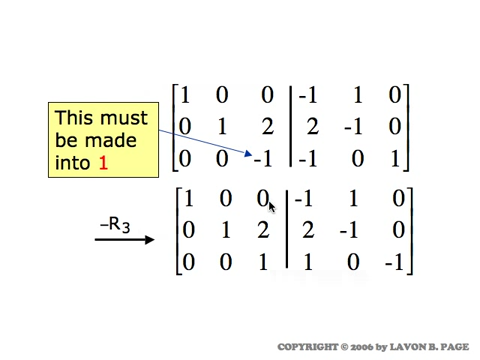 1 0 0 -1 1 0
This must
be made
into 1
0 1 2 2 -1 0
0 0 -1 -1 0 1
1 0 0 -1 1 0
–R3
0 1 2 2 -1 0
0 0 1 1 0 -1
COPYRIGHT © 2006 by LAVON B. PAGE